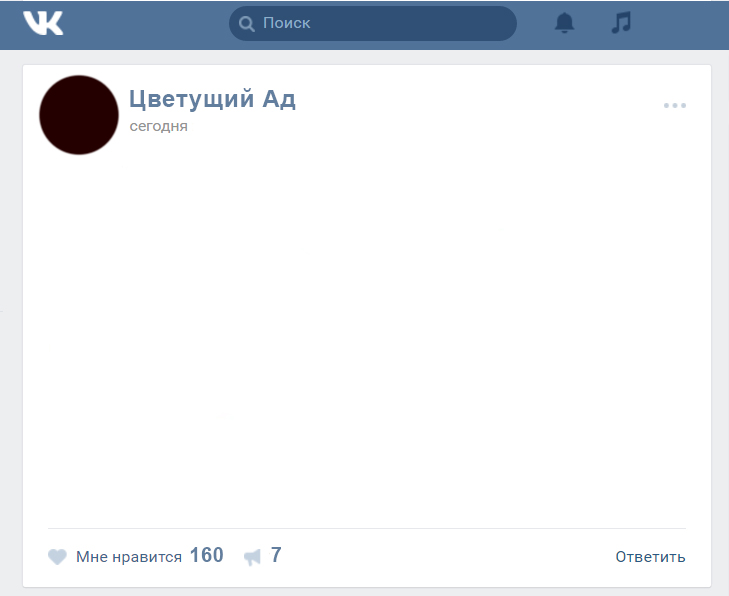 VK
Поиск
Цветущий Ад
сегодня
Мне нравится 160 7
Ответить